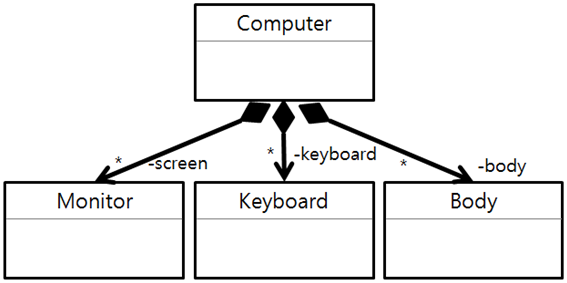 Computer
* -screen
* -keyboard
* -body
Monitor
Keyboard
Body